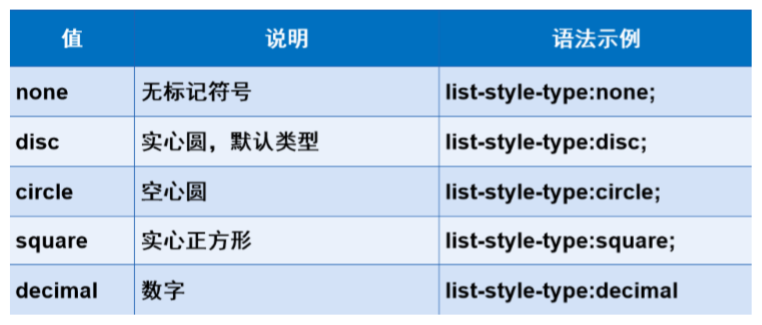 值 说明 语法示例
none 无标记符号 list-style-type:none;
disc 实心圆，默认类型 list-style-type:disc;
circle 空心圆 list-style-type:circle;
square 实心正方形 list-style-type:square;
decimal 数字 list-style-type:decimal